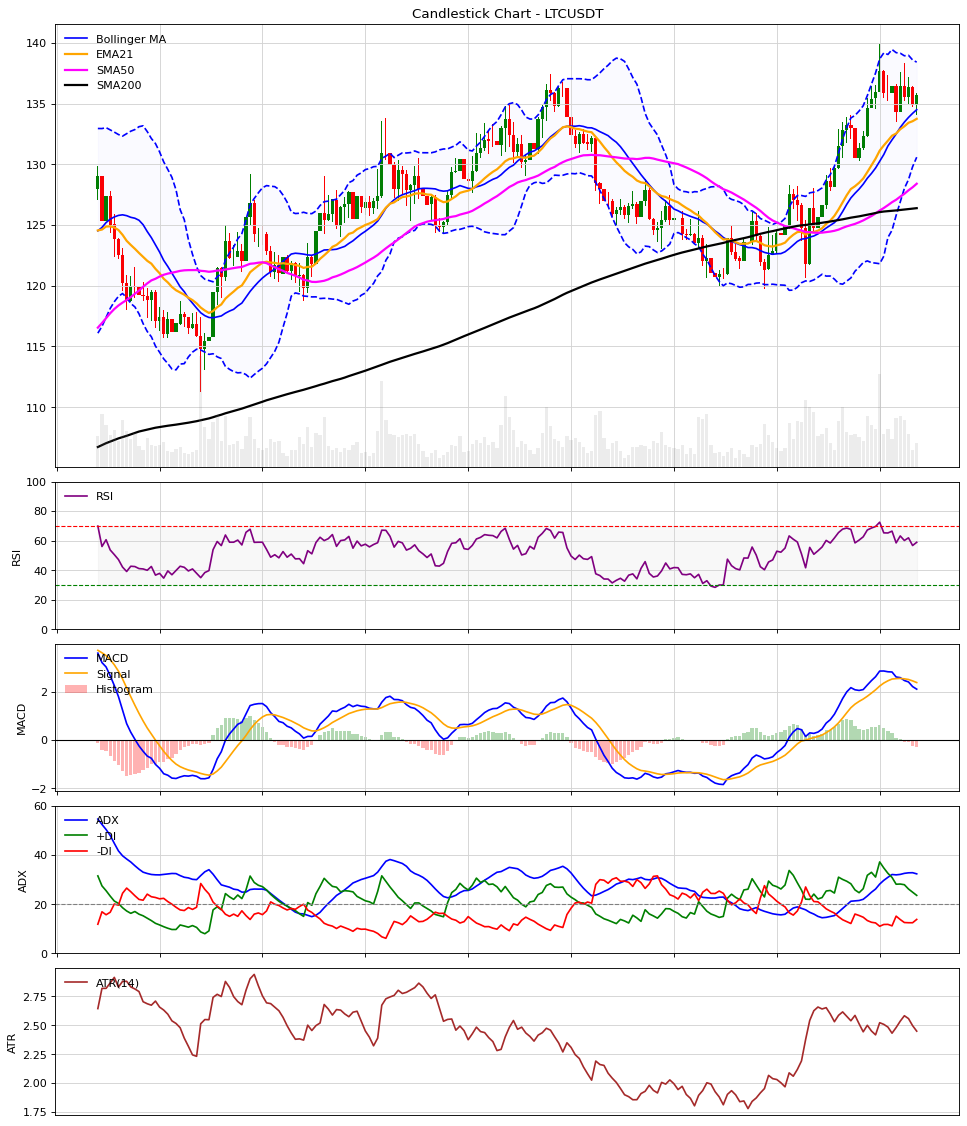 Candlestick Chart - LTCUSDT
Bollinger MA
EMA21
SMA50
SMA200
140
135
130
125
120
115
110
RSI
100
80
60
40
20
0
RSI
MACD
Signal
Histogram
2
0
−2
MACD
ADX
+DI
-DI
60
40
20
0
ADX
ATR(14)
2.75
2.50
2.25
2.00
1.75
ATR